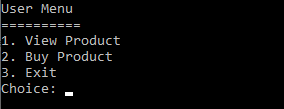 User Menu
==========
1. View Product
2. Buy Product
3. Exit
Choice: